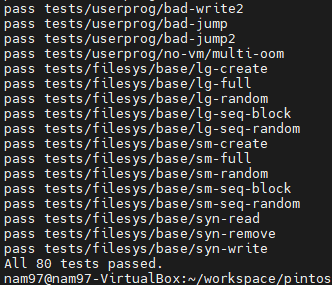 pass tests/userprog/bad-write2
pass tests/userprog/bad-jump
pass tests/userprog/bad-jump2
pass tests/userprog/no-vm/multi-oom
pass tests/filesys/base/lg-create
pass tests/filesys/base/lg-full
pass tests/filesys/base/lg-random
pass tests/filesys/base/lg-seq-block
pass tests/filesys/base/lg-seq-random
pass tests/filesys/base/sm-create
pass tests/filesys/base/sm-full
pass tests/filesys/base/sm-random
pass tests/filesys/base/sm-seq-block
pass tests/filesys/base/sm-seq-random
pass tests/filesys/base/syn-read
pass tests/filesys/base/syn-remove
pass tests/filesys/base/syn-write
All 80 tests passed.
nam97@nam97-VirtualBox:~/workspace/pintos